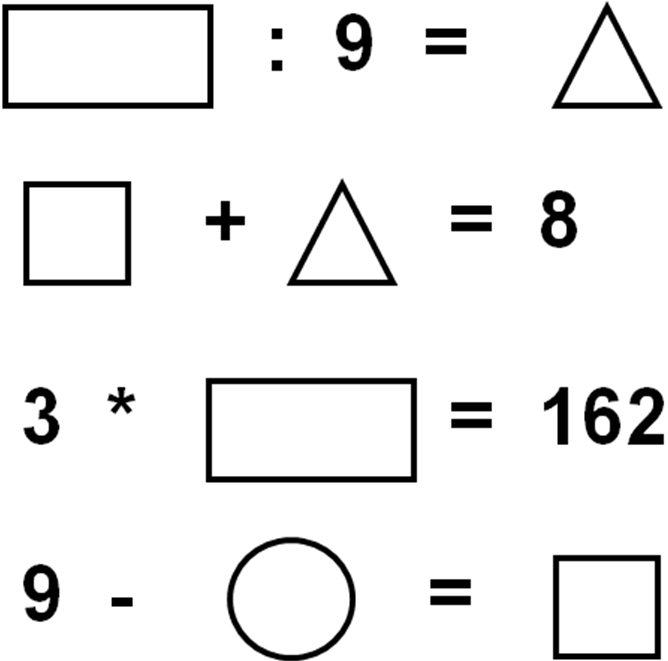 : 9 =
+ = 8
3 * = 162
9 - =